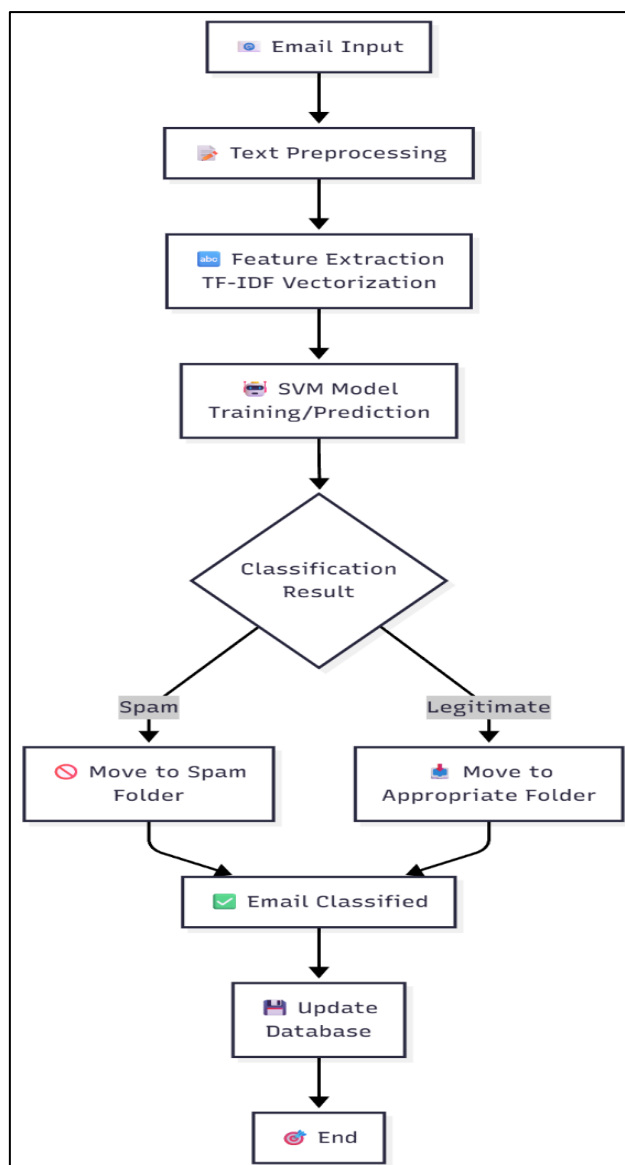 Email Input
Text Preprocessing
abc Feature Extraction
TF-IDF Vectorization
SVM Model
Training/Prediction
Classification
Result
Spam
Legitimate
Move to Spam
Folder
Move to
Appropriate Folder
Email Classified
Update
Database
End